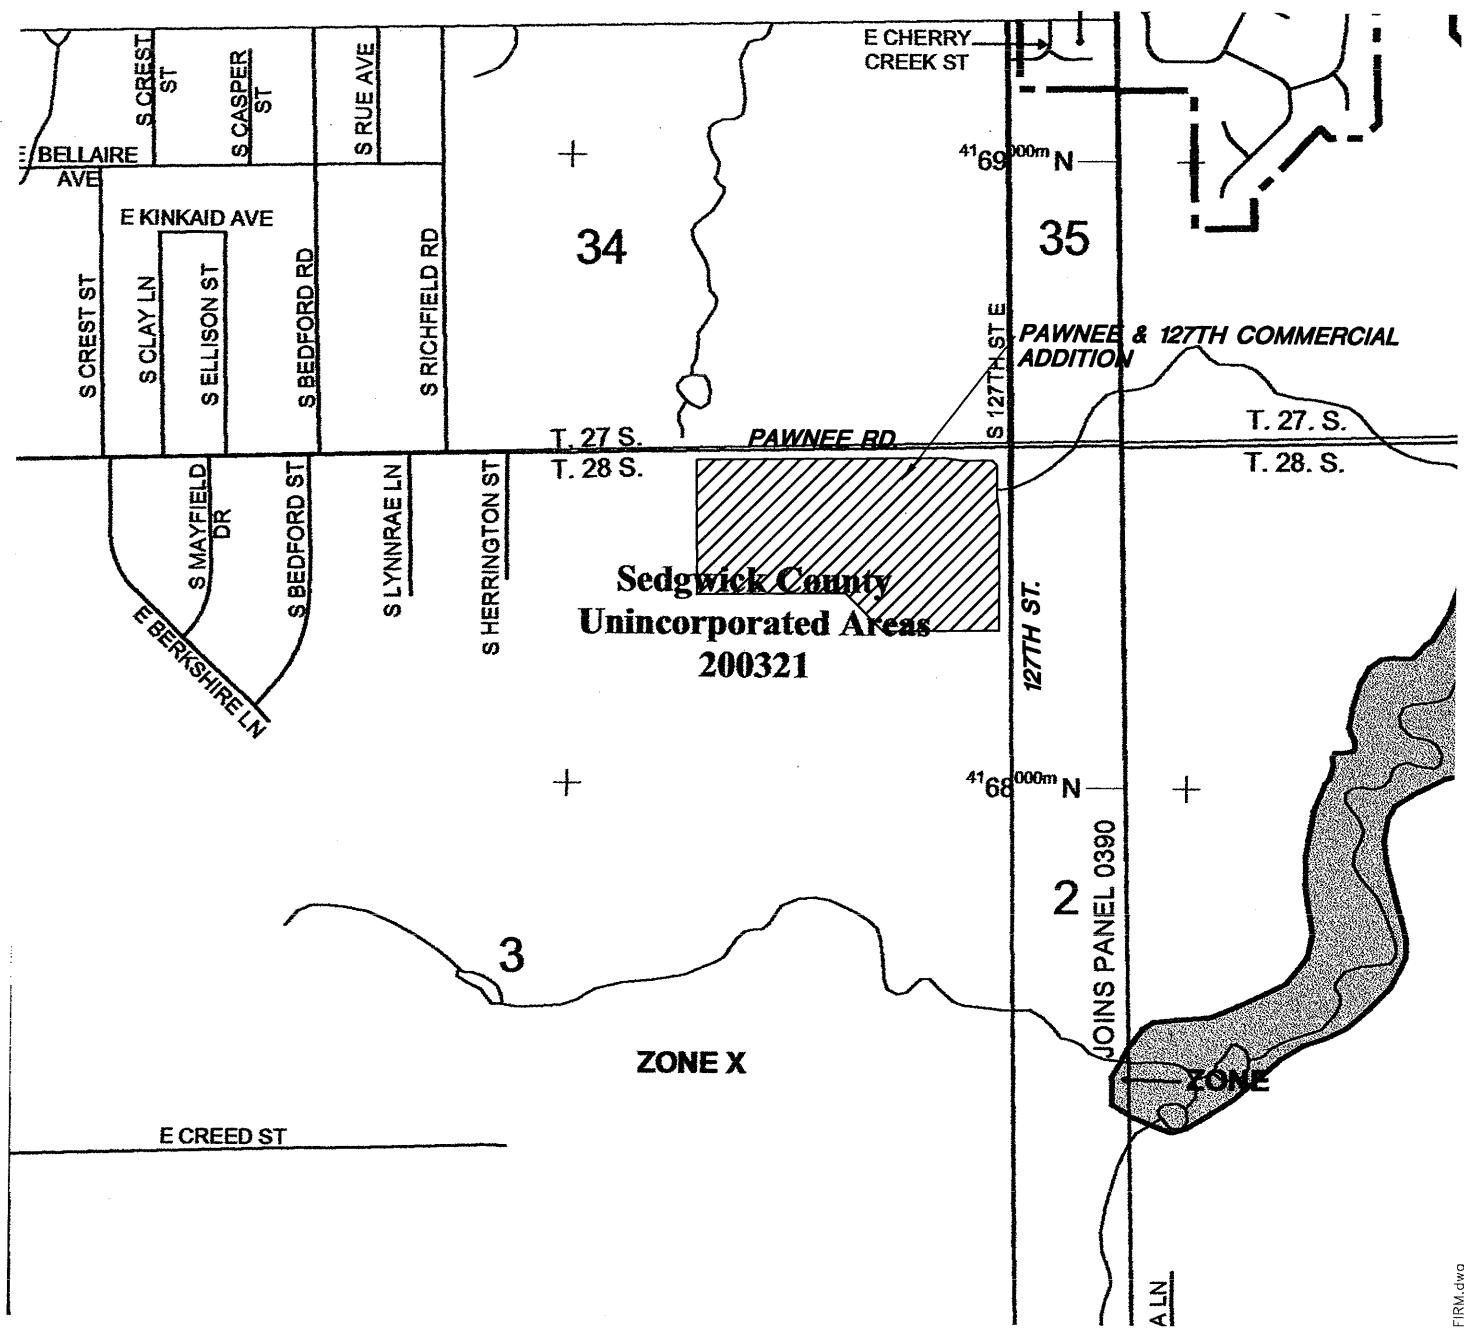 E CHERRY
CREEK ST
S CREST
ST
S CASPER
ST
S RUE AVE
E BELLAIRE
AVE
4169000m N
E KINKAID AVE
34
35
S CREST ST
S CLAY LN
S ELLISON ST
S BEDFORD RD
S RICHFIELD RD
S 127TH ST E
PAWNEE & 127TH COMMERCIAL
ADDITION
T. 27 S.
PAWNEE RD.
T. 27. S.
T. 28 S.
T. 28. S.
S MAYFIELD
DR
S BEDFORD ST
S LYNNRAE LN
S HERRINGTON ST
E BERKSHIRE LN
Sedgwick County
Unincorporated Areas
200321
127TH ST.
4168000m N
JOINS PANEL 0390
2
3
ZONE X
ZONE
E CREED ST
A LN
FIRM.dwg